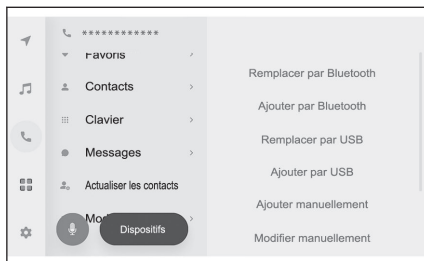 ************
Favoris
Contacts
Clavier
Messages
Actualiser les contacts
Dispositifs
Remplacer par Bluetooth
Ajouter par Bluetooth
Remplacer par USB
Ajouter par USB
Ajouter manuellement
Modifier manuellement